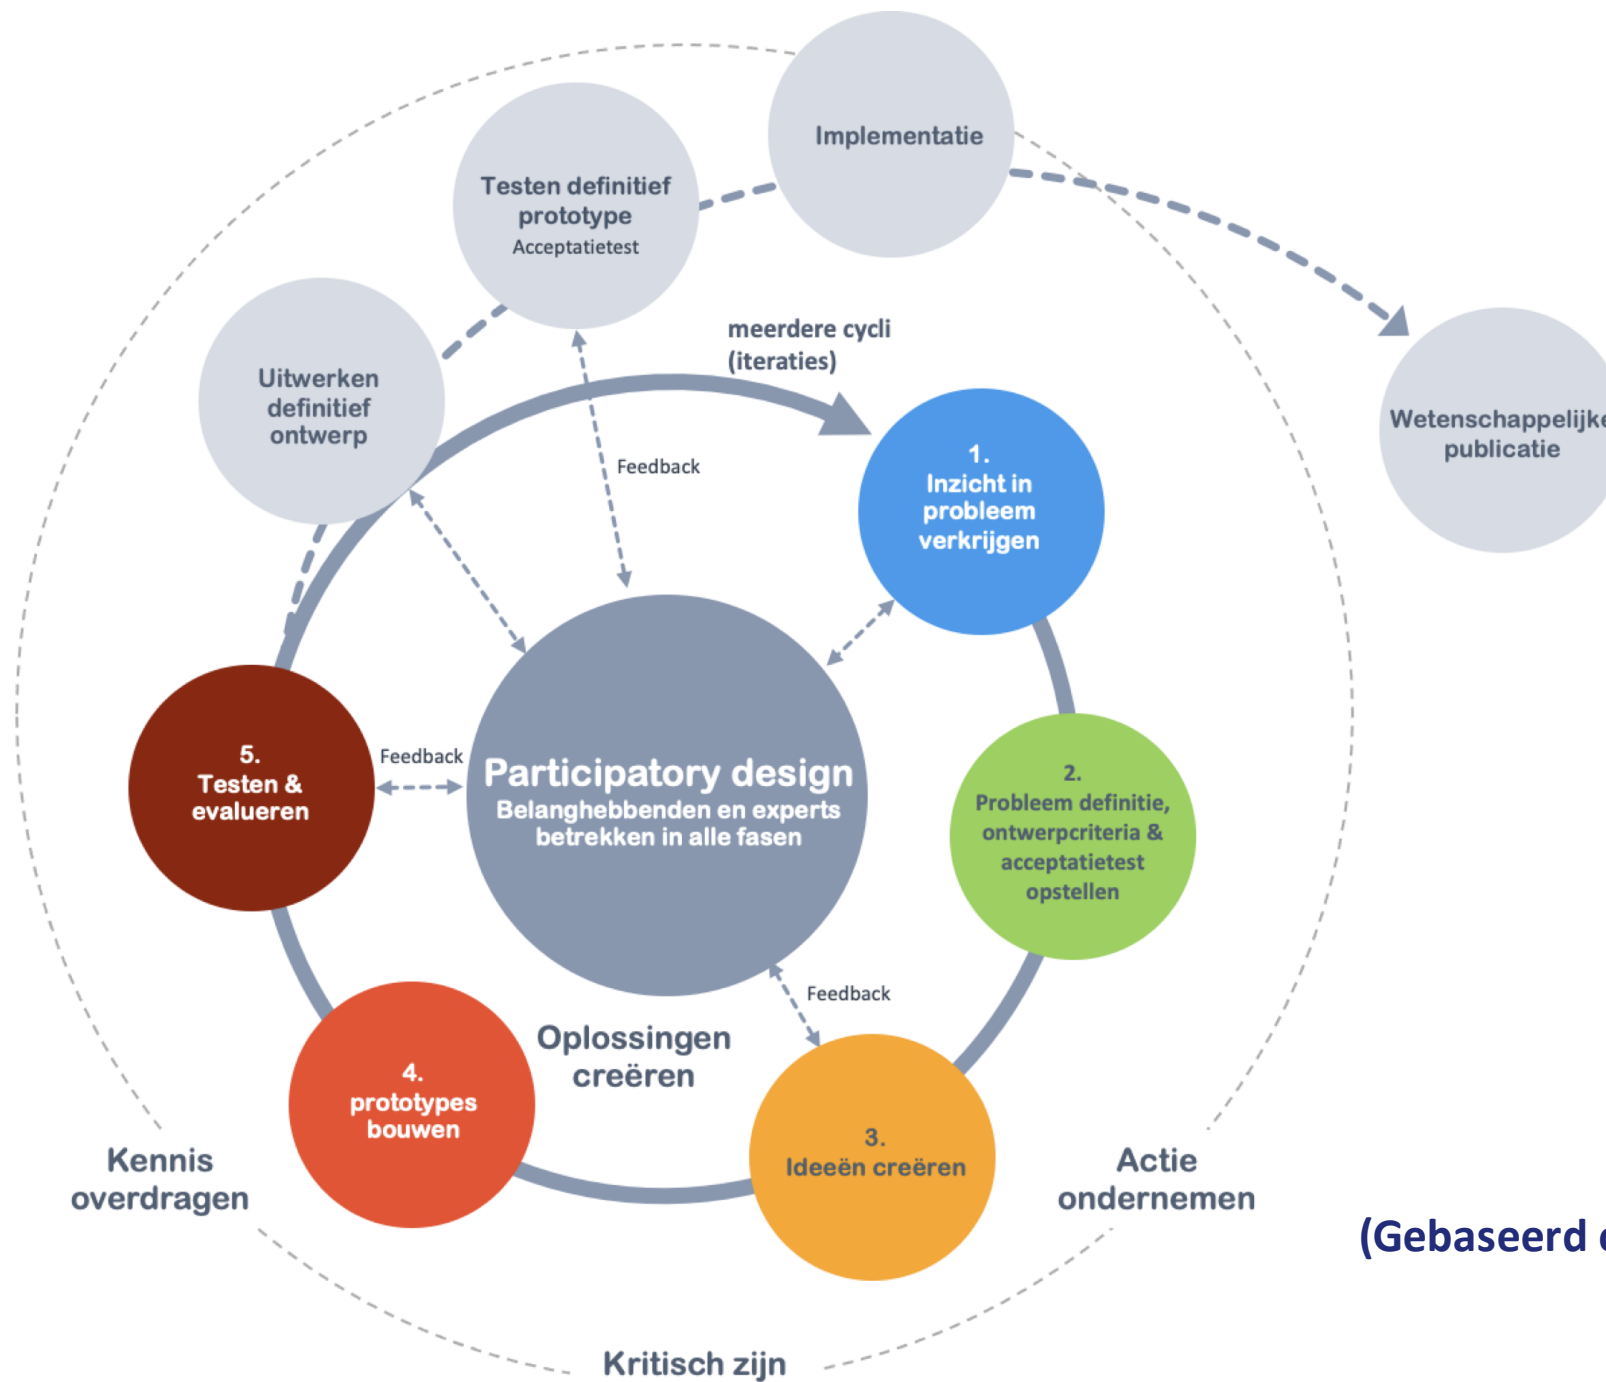 Implementatie
Testen definitief
prototype
Acceptatietest
Uitwerken
definitief
ontwerp
meerdere cycli
(iteraties)
Wetenschappelijke
publicatie
Feedback
1.
Inzicht in
probleem
verkrijgen
5.
Testen &
evalueren
Feedback
Participatory design
Belanghebbenden en experts
betrekken in alle fasen
2.
Probleem definitie,
ontwerpcriteria &
acceptatietest
opstellen
Feedback
Oplossingen
creëren
4.
prototypes
bouwen
3.
Ideeën creëren
Kennis
overdragen
Actie
ondernemen
(Gebaseerd
Kritisch zijn